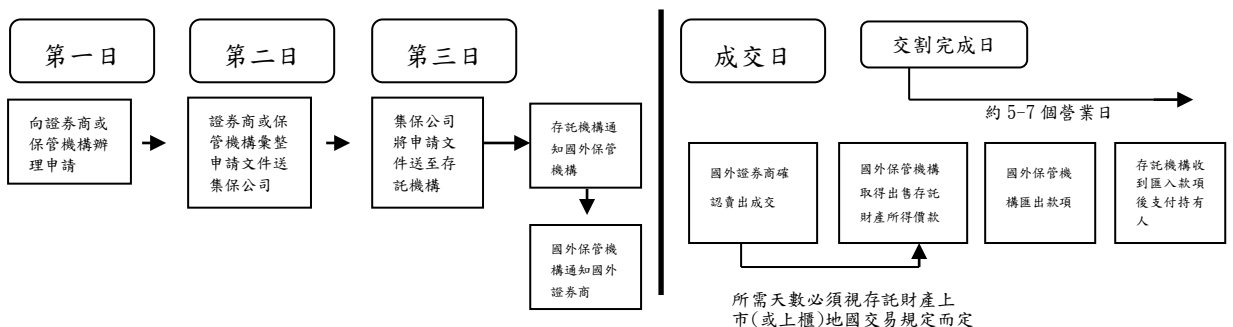 第一日
第二日
第三日
向證券商或
保管機構辦
理申請
證券商或保
管機構彙整
申請文件送
集保公司
集保公司
將申請文
件送至存
託機構
存託機構通
知國外保管
機構
國外保管機
構通知國外
證券商
成交日
交割完成日
約 5-7 個營業日
國外證券商確
認賣出成交
國外保管機構
取得出售存託
財產所得價款
國外保管機
構匯出款項
存託機構收
到匯入款項
後支付持有
人
所需天數必須視存託財產上
市(或上櫃)地國交易規定而定